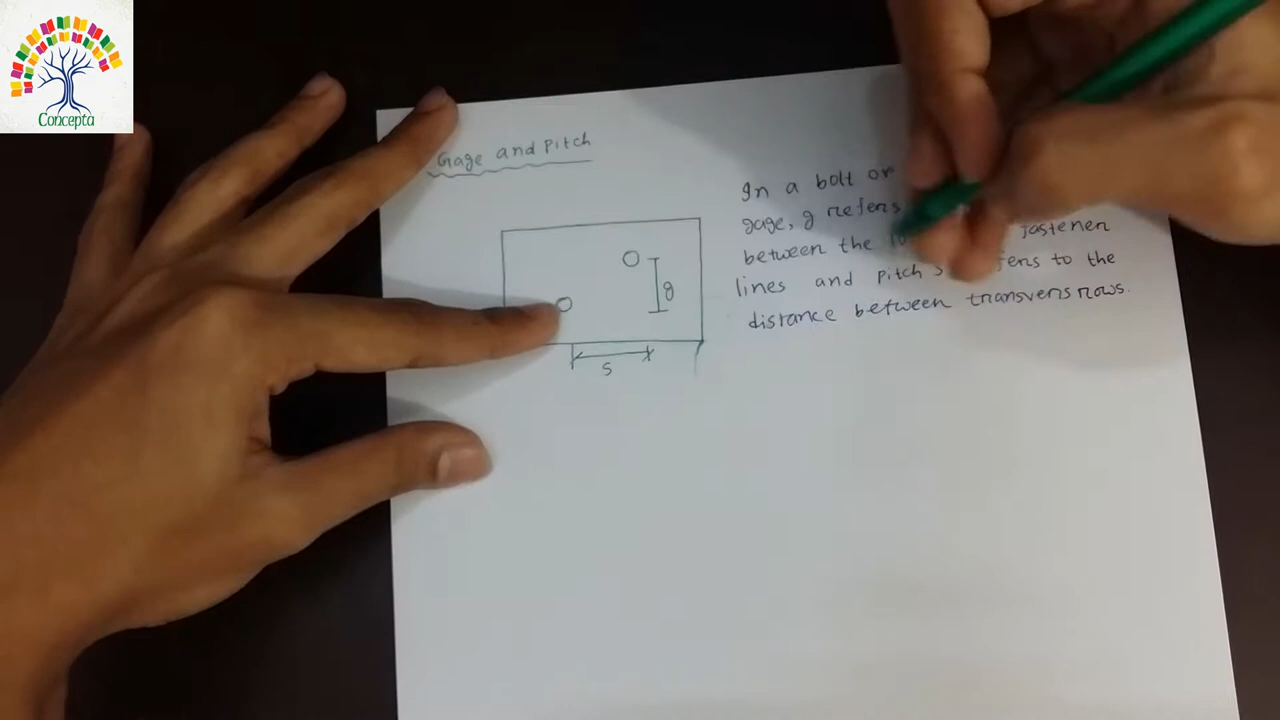 Concepta
Gage and Pitch
In a bolt or
gage, g refers
between the fastener
lines and pitch s to the
distance between transvers rows.
g
s